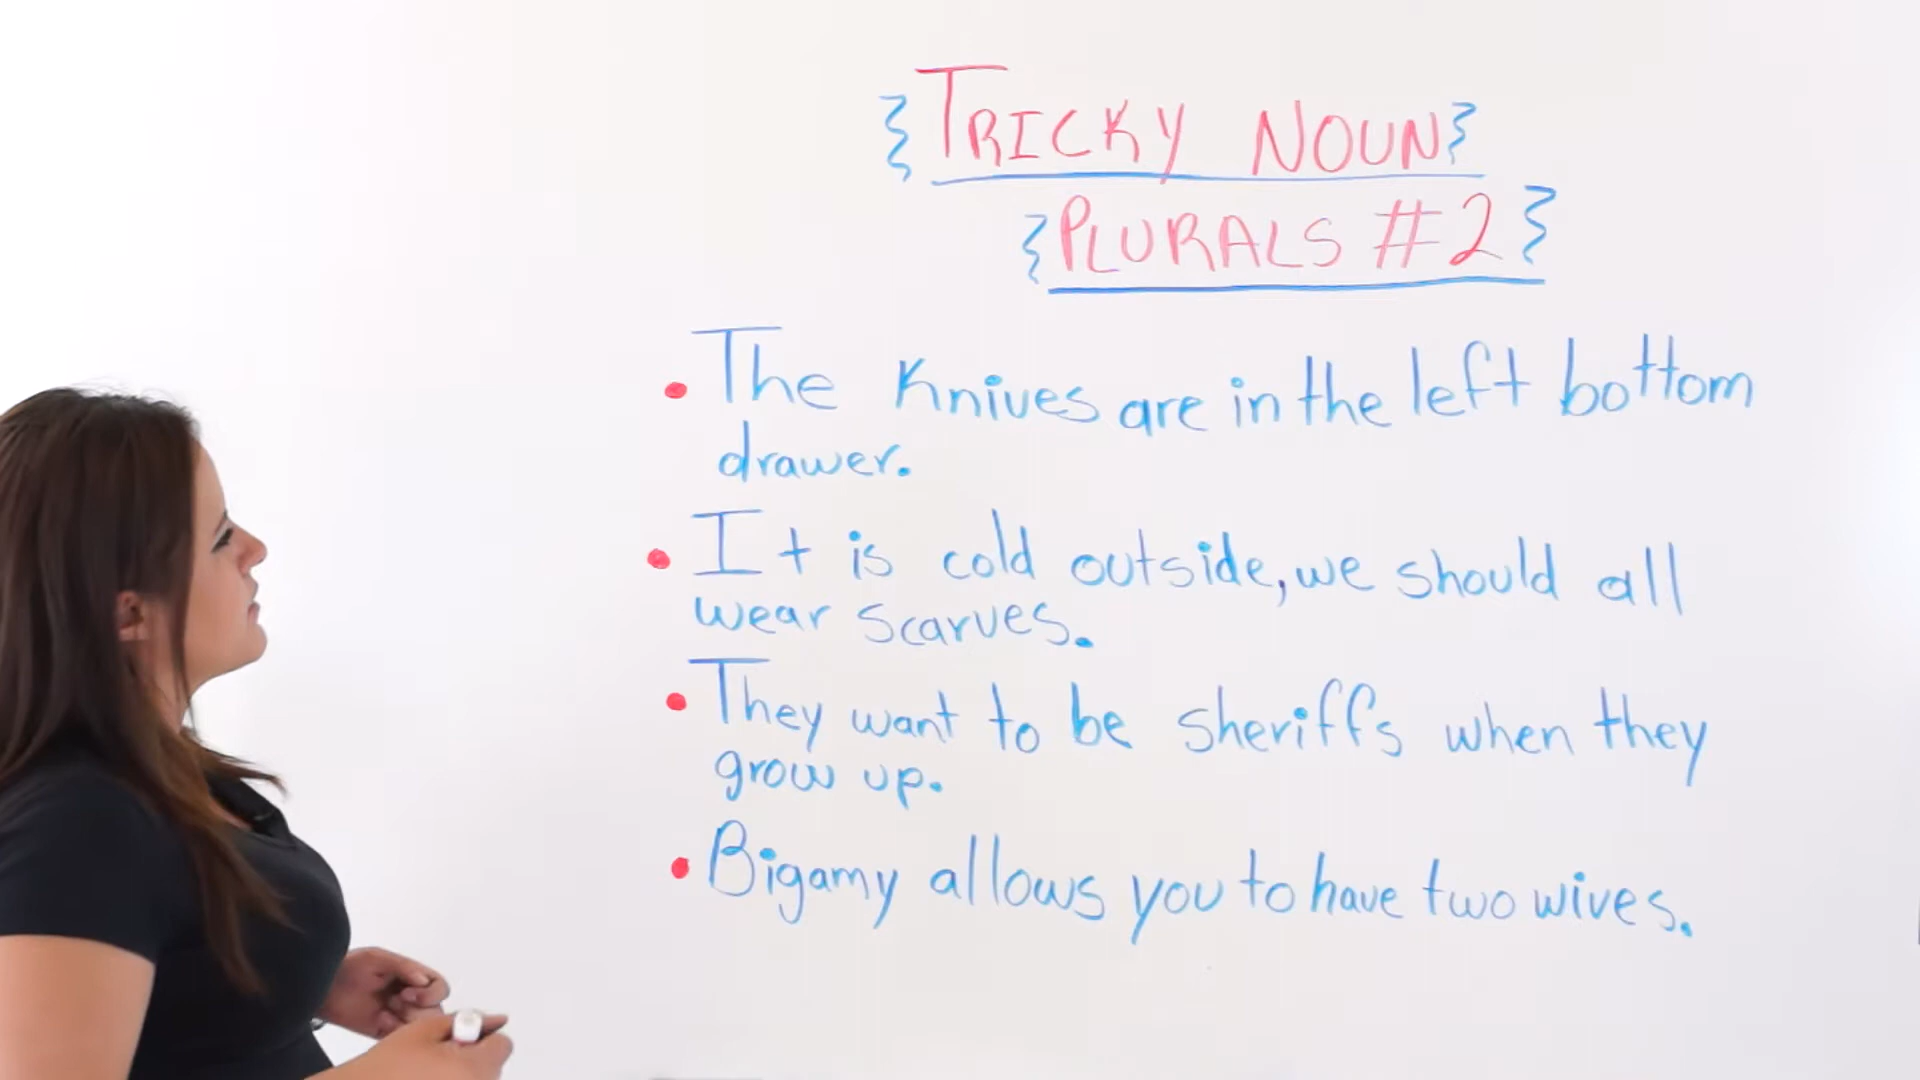 {TRICKY NOUN}
{PLURALS #2}
• The Knives are in the left bottom
drawer.
• It is cold outside, we should all
wear scarves.
• They want to be sheriffs when they
grow up.
• Bigamy allows you to have two wives.